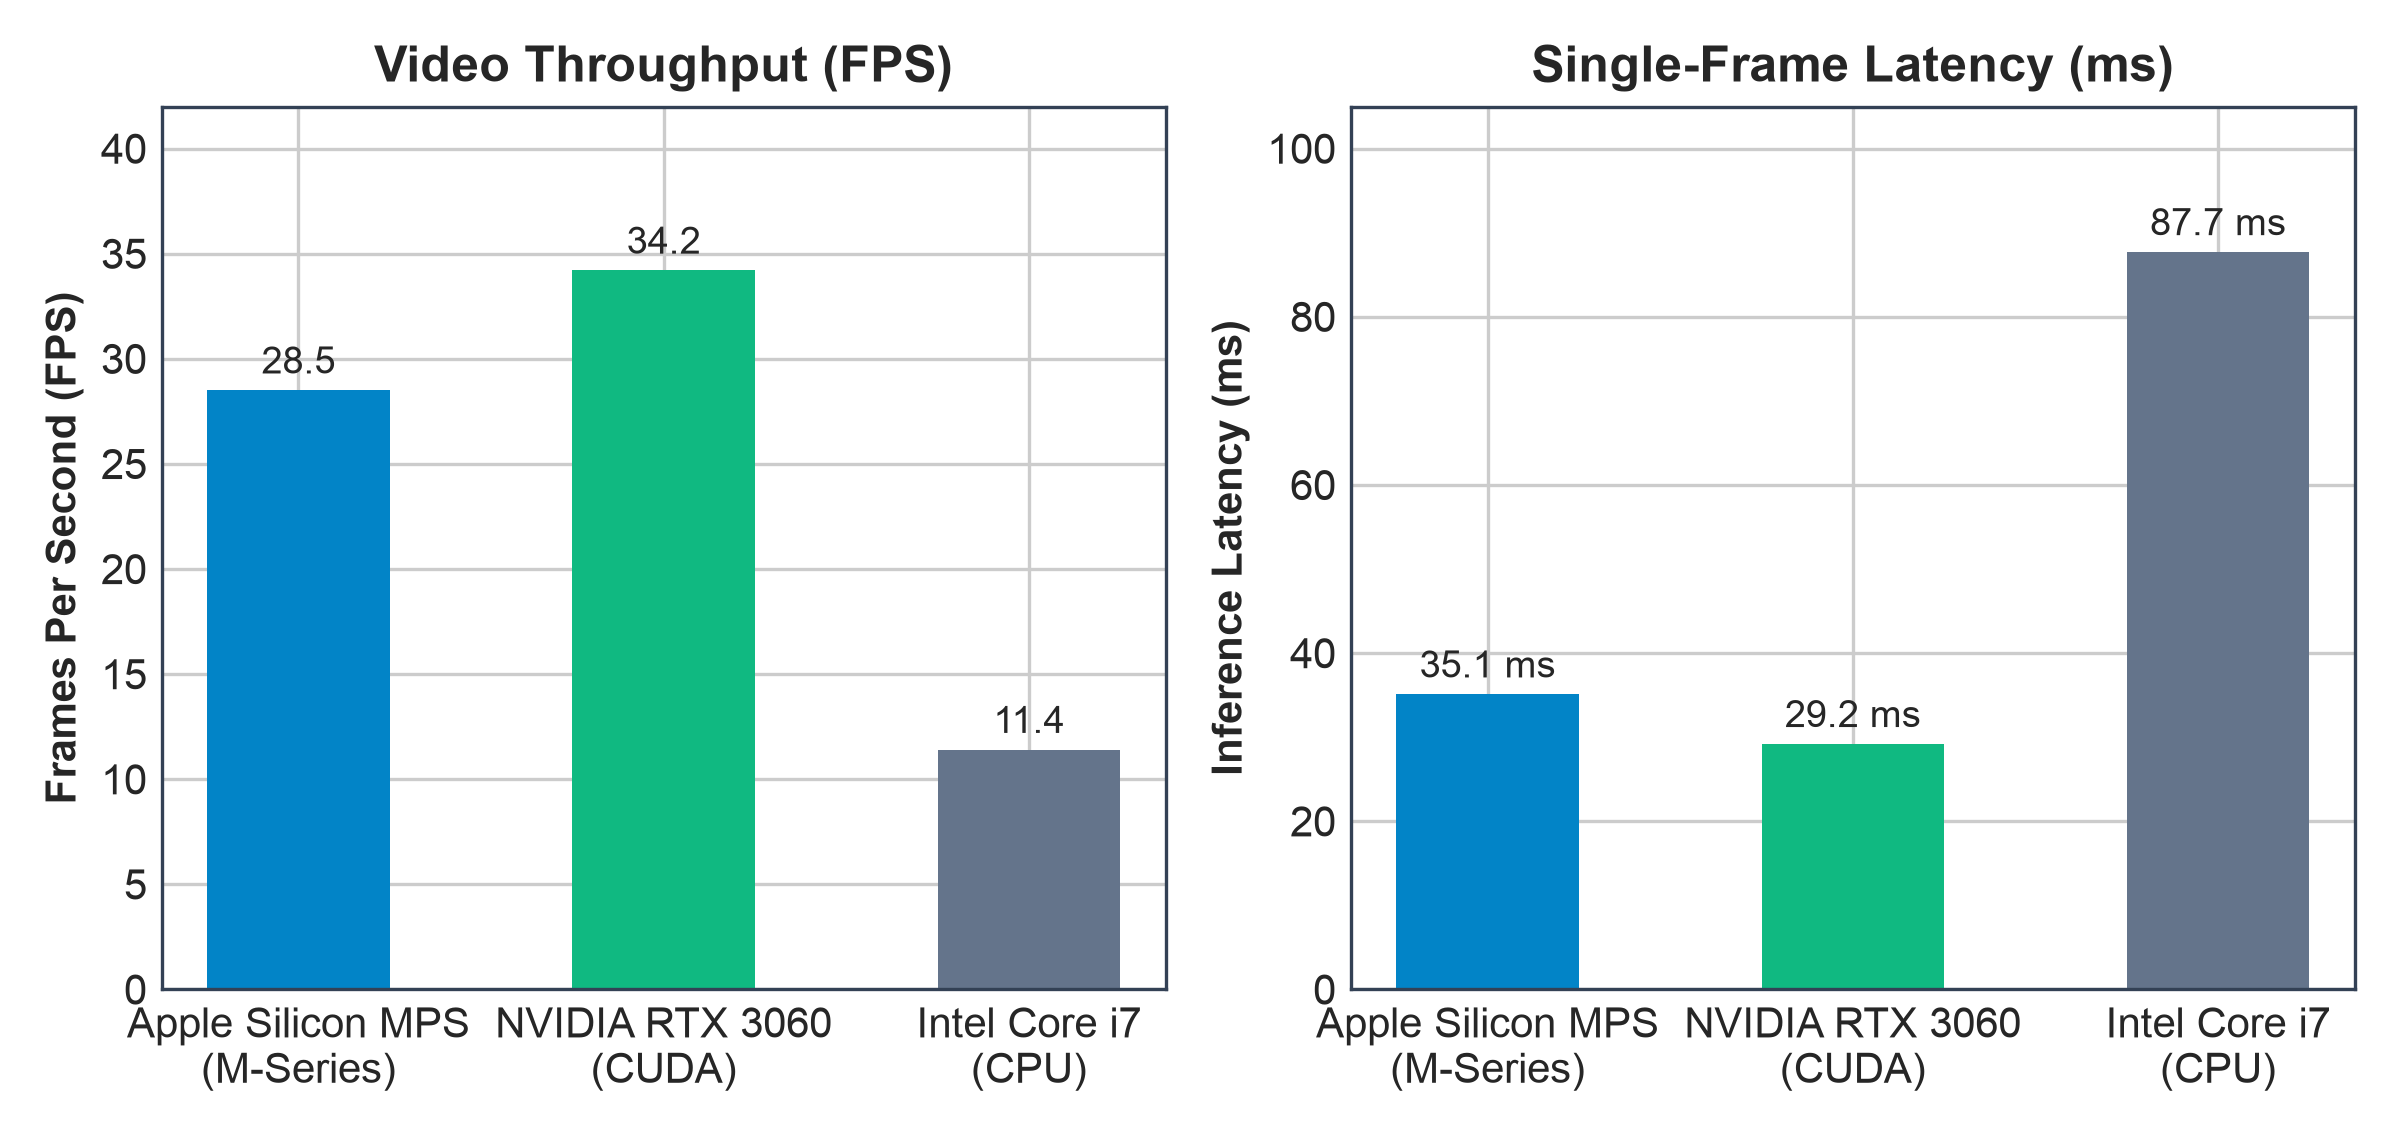 Video Throughput (FPS)
Frames Per Second (FPS)
40
35
30
25
20
15
10
5
0
28.5
34.2
11.4
Apple Silicon MPS
(M-Series)
NVIDIA RTX 3060
(CUDA)
Intel Core i7
(CPU)
Single-Frame Latency (ms)
Inference Latency (ms)
100
80
60
40
20
0
35.1 ms
29.2 ms
87.7 ms
Apple Silicon MPS
(M-Series)
NVIDIA RTX 3060
(CUDA)
Intel Core i7
(CPU)